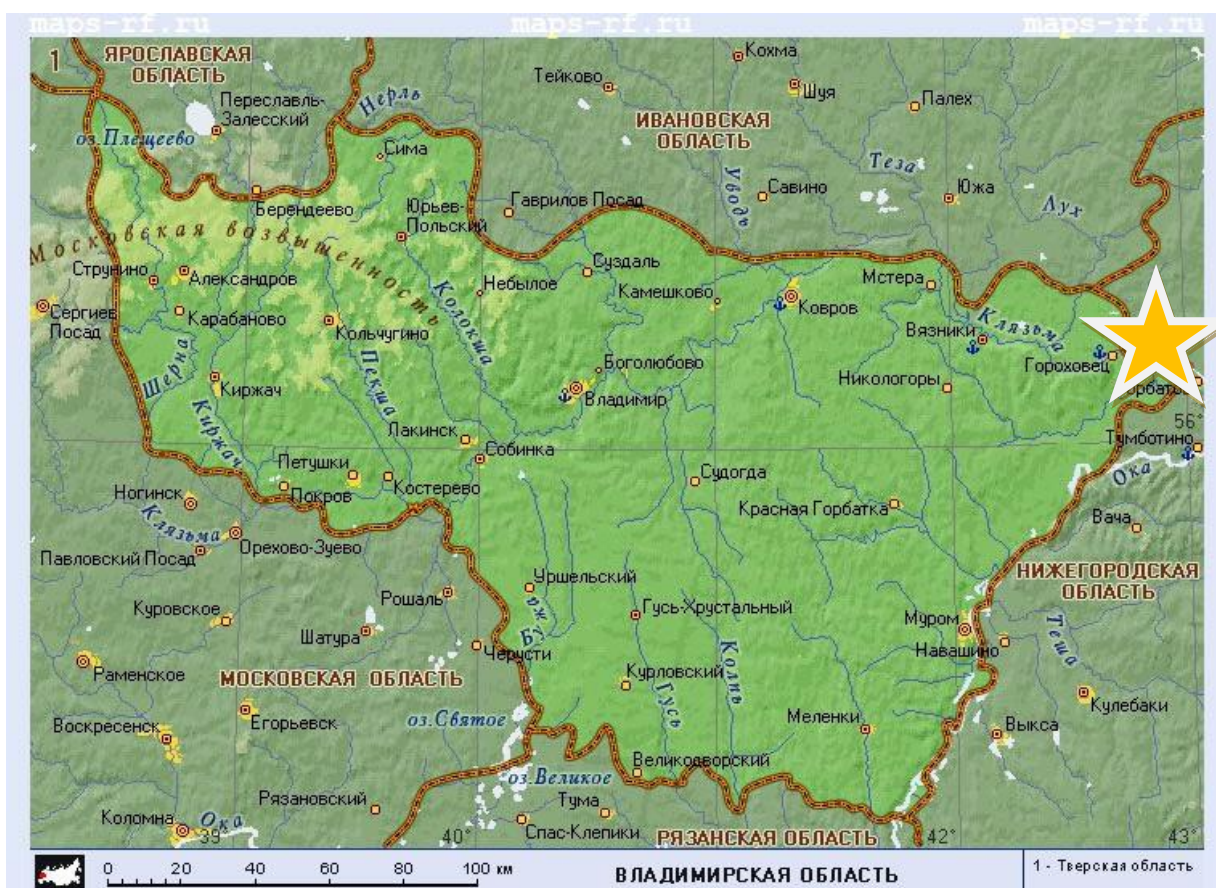 maps-rf.ru maps-rf.ru maps-rf.ru
1
ЯРОСЛАВСКАЯ
ОБЛАСТЬ
Кохма
Тейково
Шуя
Палех
Переславль-
Залесский
Нерль
оз.Плещеево
ИВАНОВСКАЯ
ОБЛАСТЬ
Сима
Теза
Уводь
Савино
Южа
Лух
Берендеево
Юрьев-
Польский
Гаврилов Посад
Московская возвышенность
Струнино
Александров
Небылое
Суздаль
Камешково
Мстера
Сергиев
Посад
Карабаново
Кольчугино
Колокша
Ковров
Вязники
Клязьма
Гороховец
Шерна
Пекша
Боголюбово
Киржач
Владимир
Никологоры
Киржач
Лакинск
Собинка
56°
Тумботино
Петушки
Покров
Костерево
Судогда
Ока
Ногинск
Красная Горбатка
Вача
Клязьма
Орехово-Зуево
Павловский Посад
Уршельский
НИЖЕГОРОДСКАЯ
ОБЛАСТЬ
Куровское
Рошаль
Гусь-Хрустальный
Муром
Шатура
Навашино
Теша
Черусти
Раменское
МОСКОВСКАЯ ОБЛАСТЬ
Курловский
Колнь
Гусь
Кулебаки
Воскресенск
Егорьевск
оз.Святое
Меленки
Выкса
Великодворский
оз.Великое
Рязановский
Тума
Коломна
Ока
39°
40°
Спас-Клепики
РЯЗАНСКАЯ ОБЛАСТЬ
42°
43°
0 20 40 60 80 100 км
ВЛАДИМИРСКАЯ ОБЛАСТЬ
1 - Тверская область